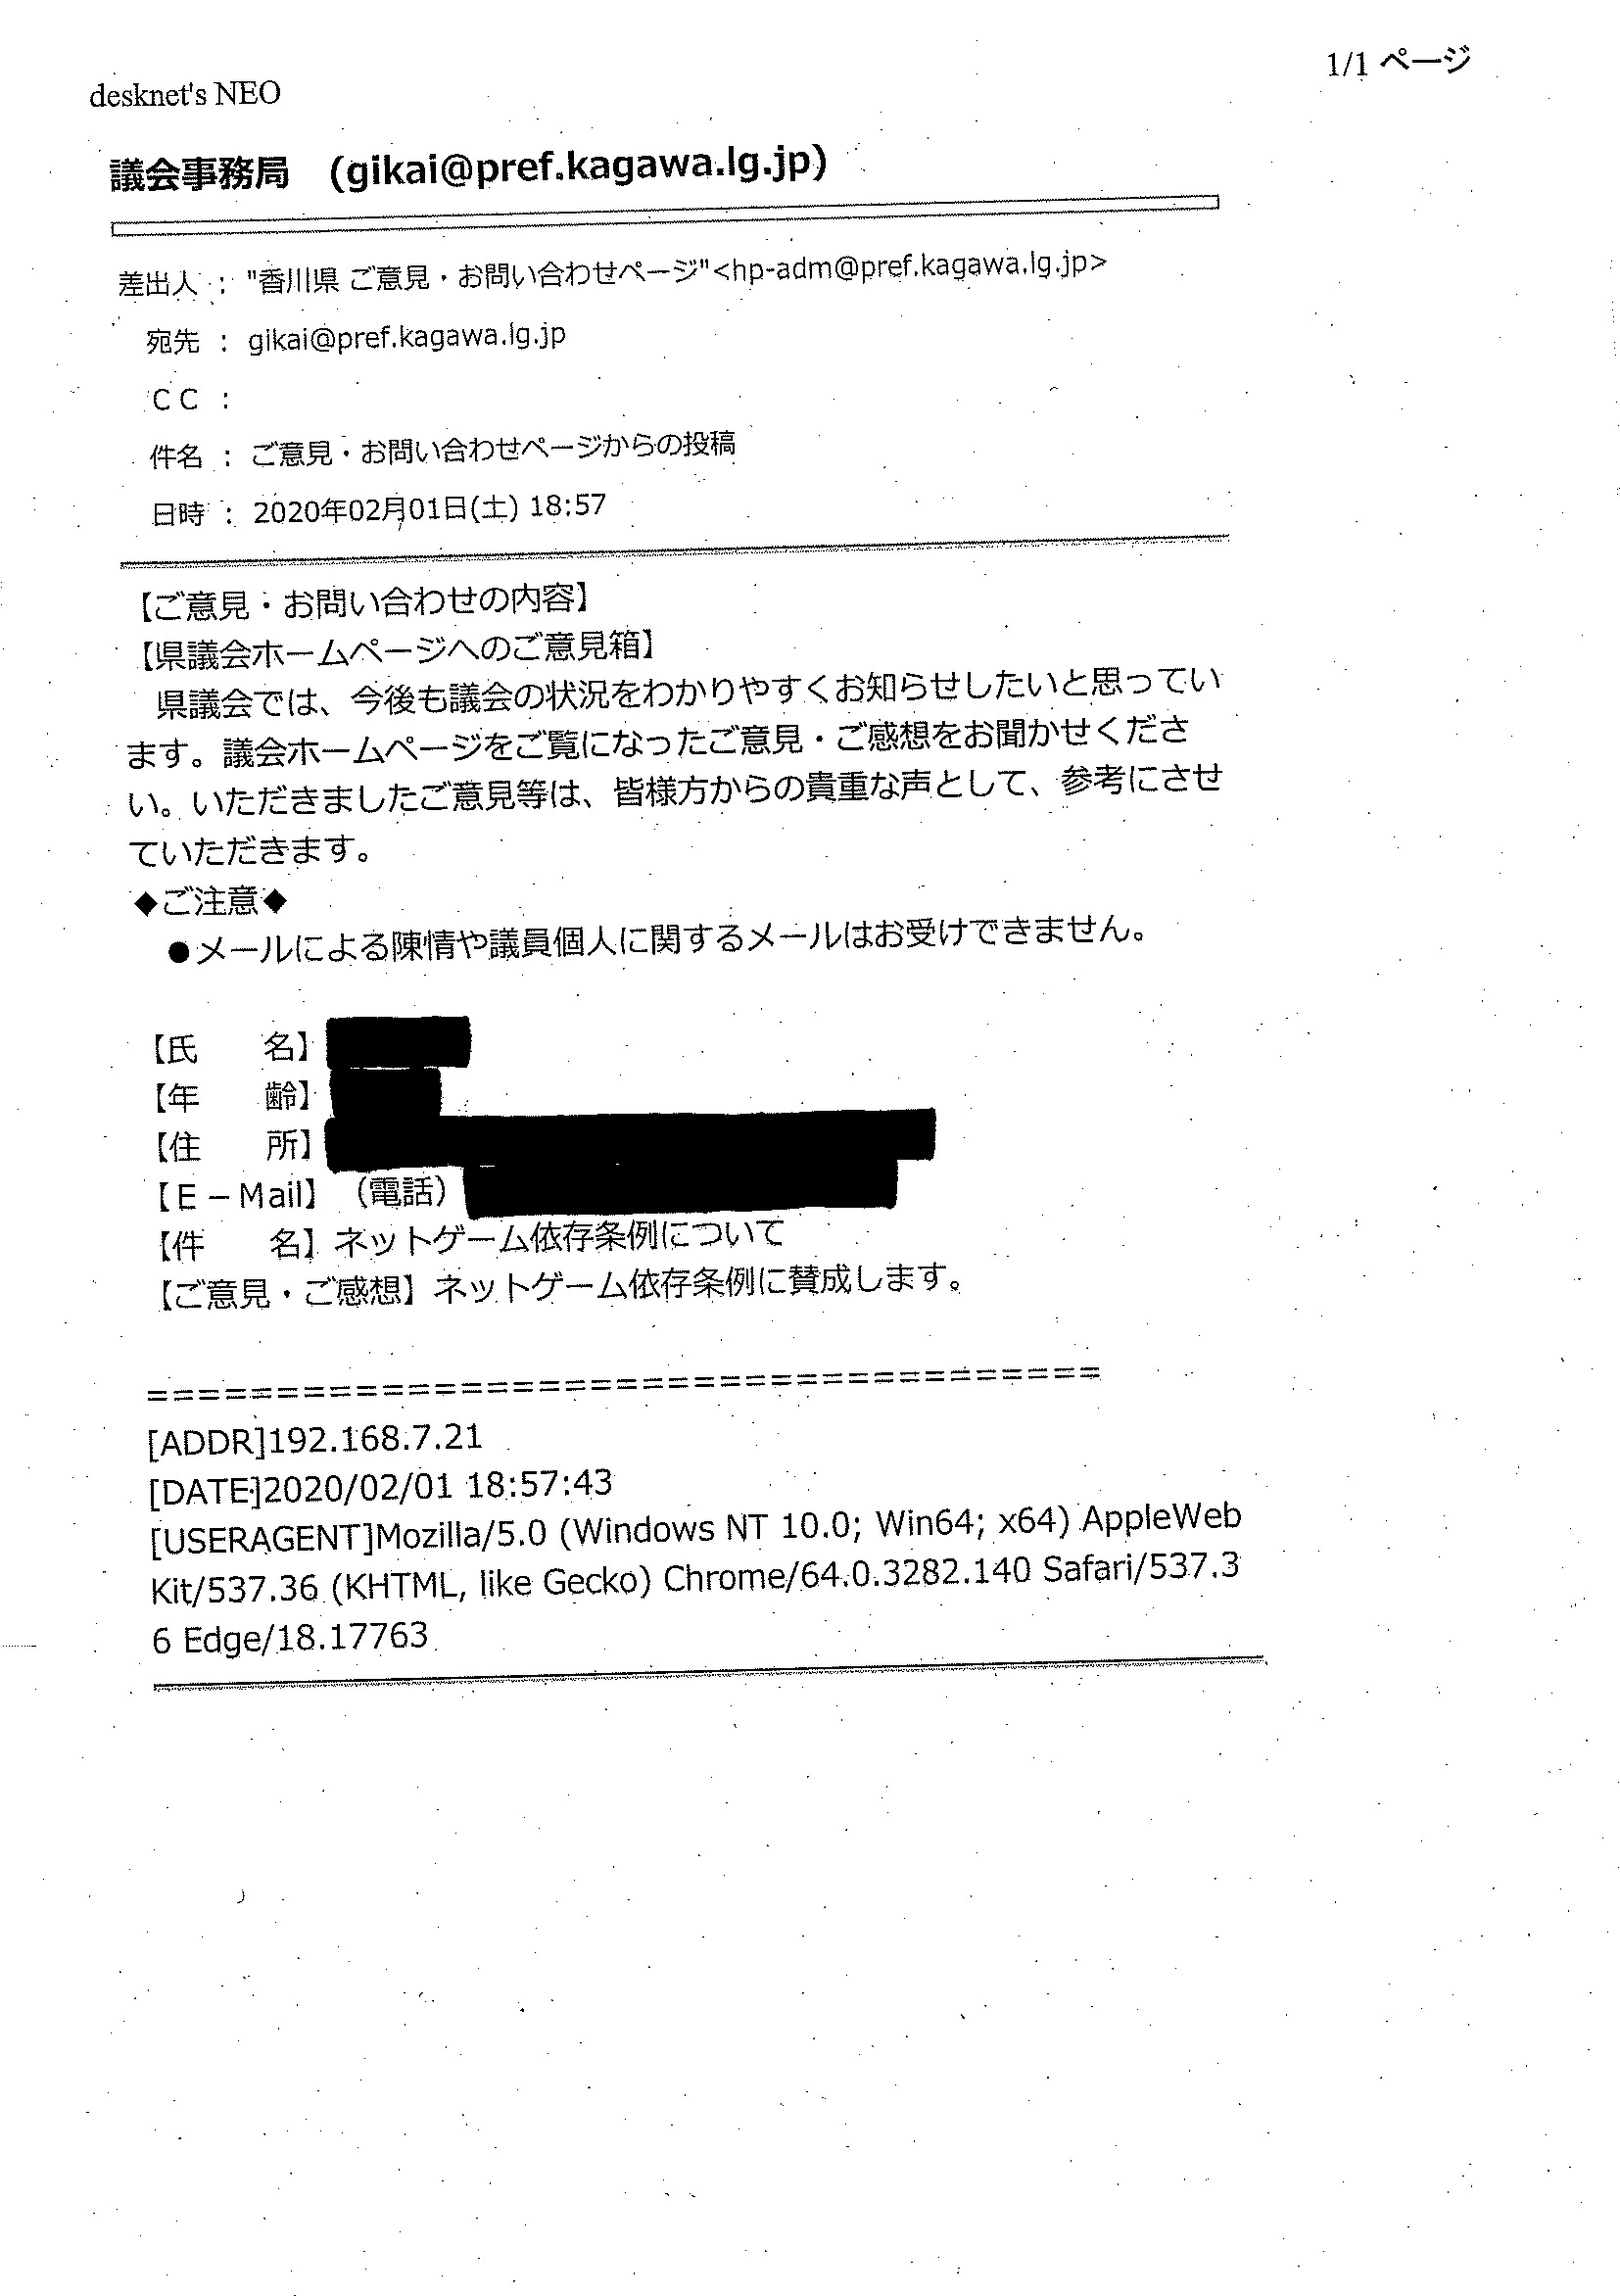 1/1 ページ
desknet's NEO
議会事務局 (gikai@pref.kagawa.lg.jp)
差出人 : "香川県 ご意見・お問い合わせページ"<hp-adm@pref.kagawa.lg.jp>
宛先 : gikai@pref.kagawa.lg.jp
CC :
件名 : ご意見・お問い合わせページからの投稿
日時 : 2020年02月01日(土) 18:57
【ご意見・お問い合わせの内容】
【県議会ホームページへのご意見箱】
県議会では、今後も議会の状況をわかりやすくお知らせしたいと思ってい
ます。議会ホームページをご覧になったご意見・ご感想をお聞かせくださ
い。いただきましたご意見等は、皆様方からの貴重な声として、参考にさせ
ていただきます。
◆ご注意◆
●メールによる陳情や議員個人に関するメールはお受けできません。
【氏　　名】
【年　　齢】
【住　　所】
【E－Mail】（電話）
【件　　名】ネットゲーム依存条例について
【ご意見・ご感想】ネットゲーム依存条例に賛成します。
=====================================
[ADDR]192.168.7.21
[DATE]2020/02/01 18:57:43
[USERAGENT]Mozilla/5.0 (Windows NT 10.0; Win64; x64) AppleWeb
Kit/537.36 (KHTML, like Gecko) Chrome/64.0.3282.140 Safari/537.3
6 Edge/18.17763